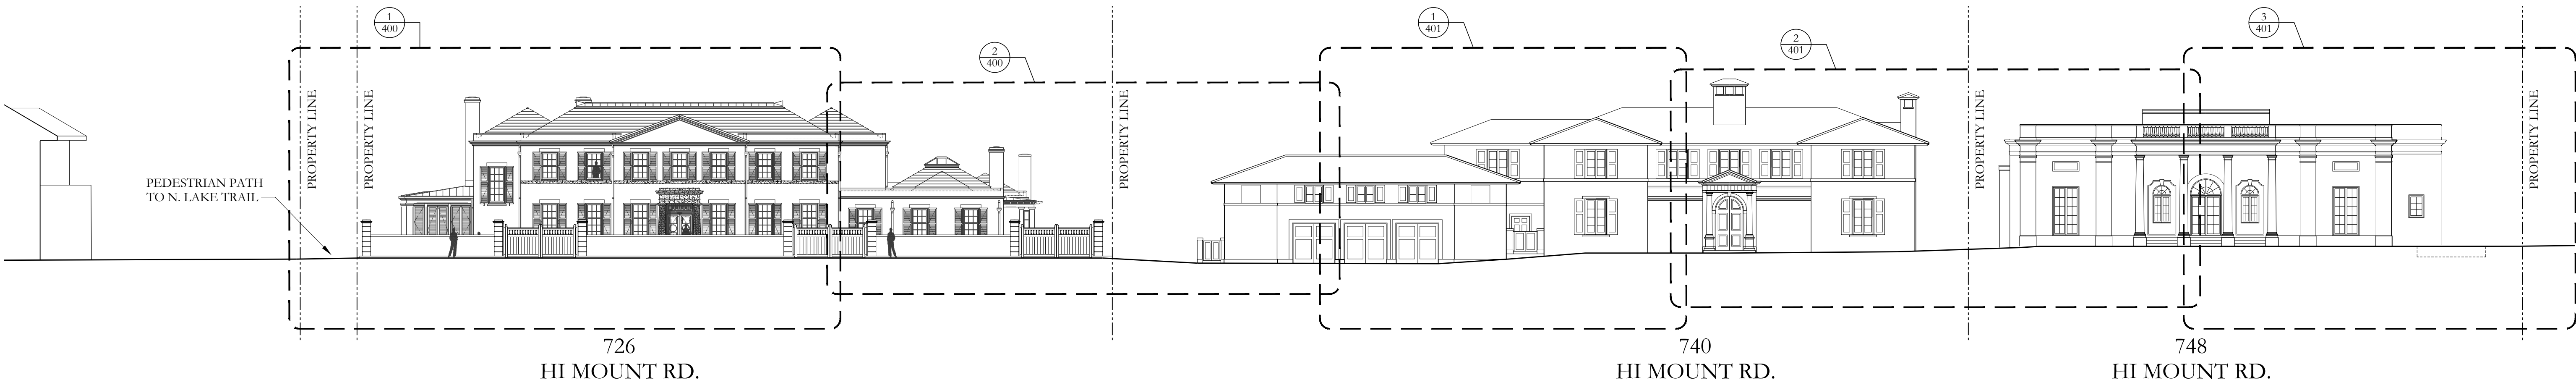 1
400
2
400
1
401
2
401
3
401
PROPERTY LINE
PROPERTY LINE
PROPERTY LINE
PROPERTY LINE
PROPERTY LINE
PEDESTRIAN PATH
TO N. LAKE TRAIL
726
HI MOUNT RD.
740
HI MOUNT RD.
748
HI MOUNT RD.